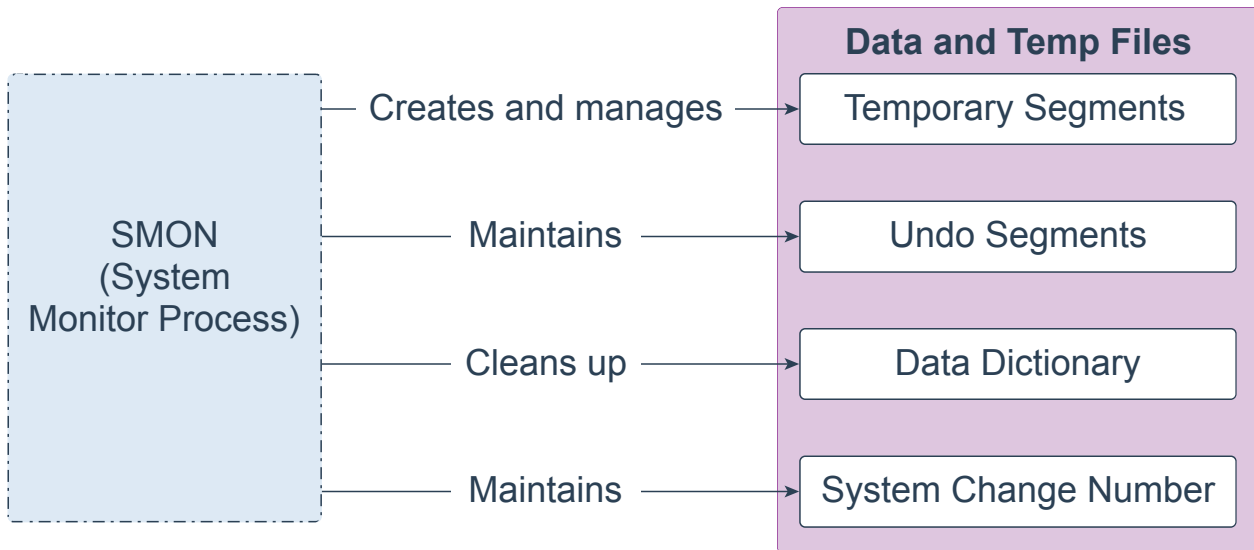 Data and Temp Files
Creates and manages
Temporary Segments
SMON
(System
Monitor Process)
Maintains
Undo Segments
Cleans up
Data Dictionary
Maintains
System Change Number